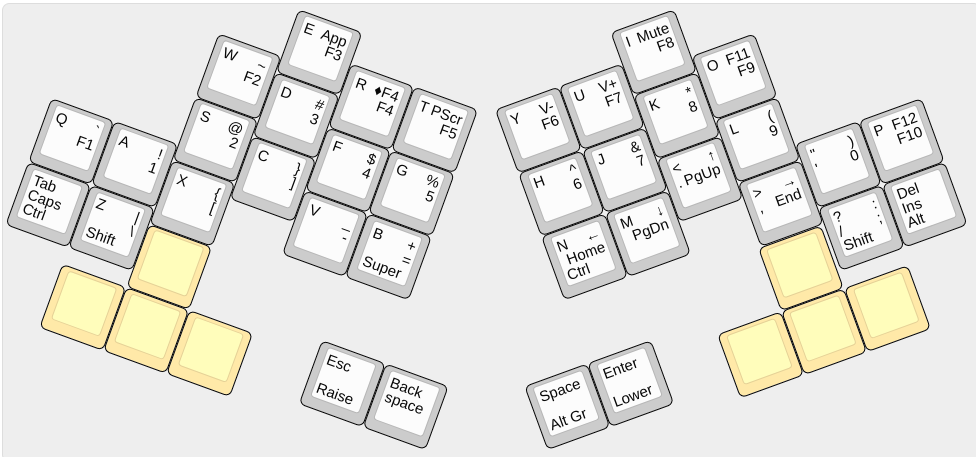 E App
F3
W _
F2
R ♦F4
F4
D #
3
T PScr
F5
Q `
F1
A !
1
S @
2
C }
]
F $
4
G %
5
Tab
Caps
Ctrl
Z |
\
Shift
X {
[
V _
-
B +
=
Super
Esc
Raise
Back
space
I Mute
F8
O F11
F9
U V+
F7
Y V-
F6
K *
8
L (
9
P F12
F10
H ^
6
J &
7
< ↑
. PgUp
" )
' 0
N ←
Home
Ctrl
M ↓
PgDn
> →
, End
? :
/ ;
Shift
Del
Ins
Alt
Space
Alt Gr
Enter
Lower